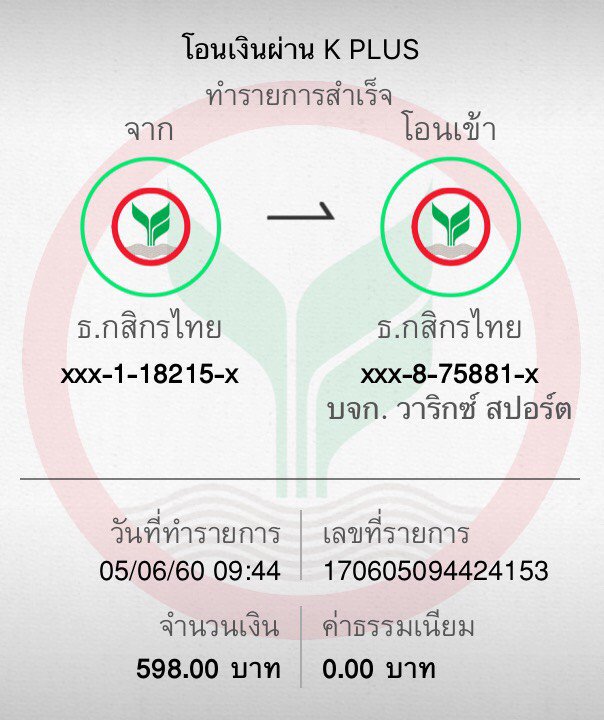 โอนเงินผ่าน K PLUS
ทำรายการสำเร็จ
จาก
โอนเข้า
ธ.กสิกรไทย
ธ.กสิกรไทย
xxx-1-18215-x
xxx-8-75881-x
บจก. วาริกซ์ สปอร์ต
วันที่ทำรายการ
เลขที่รายการ
05/06/60 09:44
170605094424153
จำนวนเงิน
ค่าธรรมเนียม
598.00 บาท
0.00 บาท